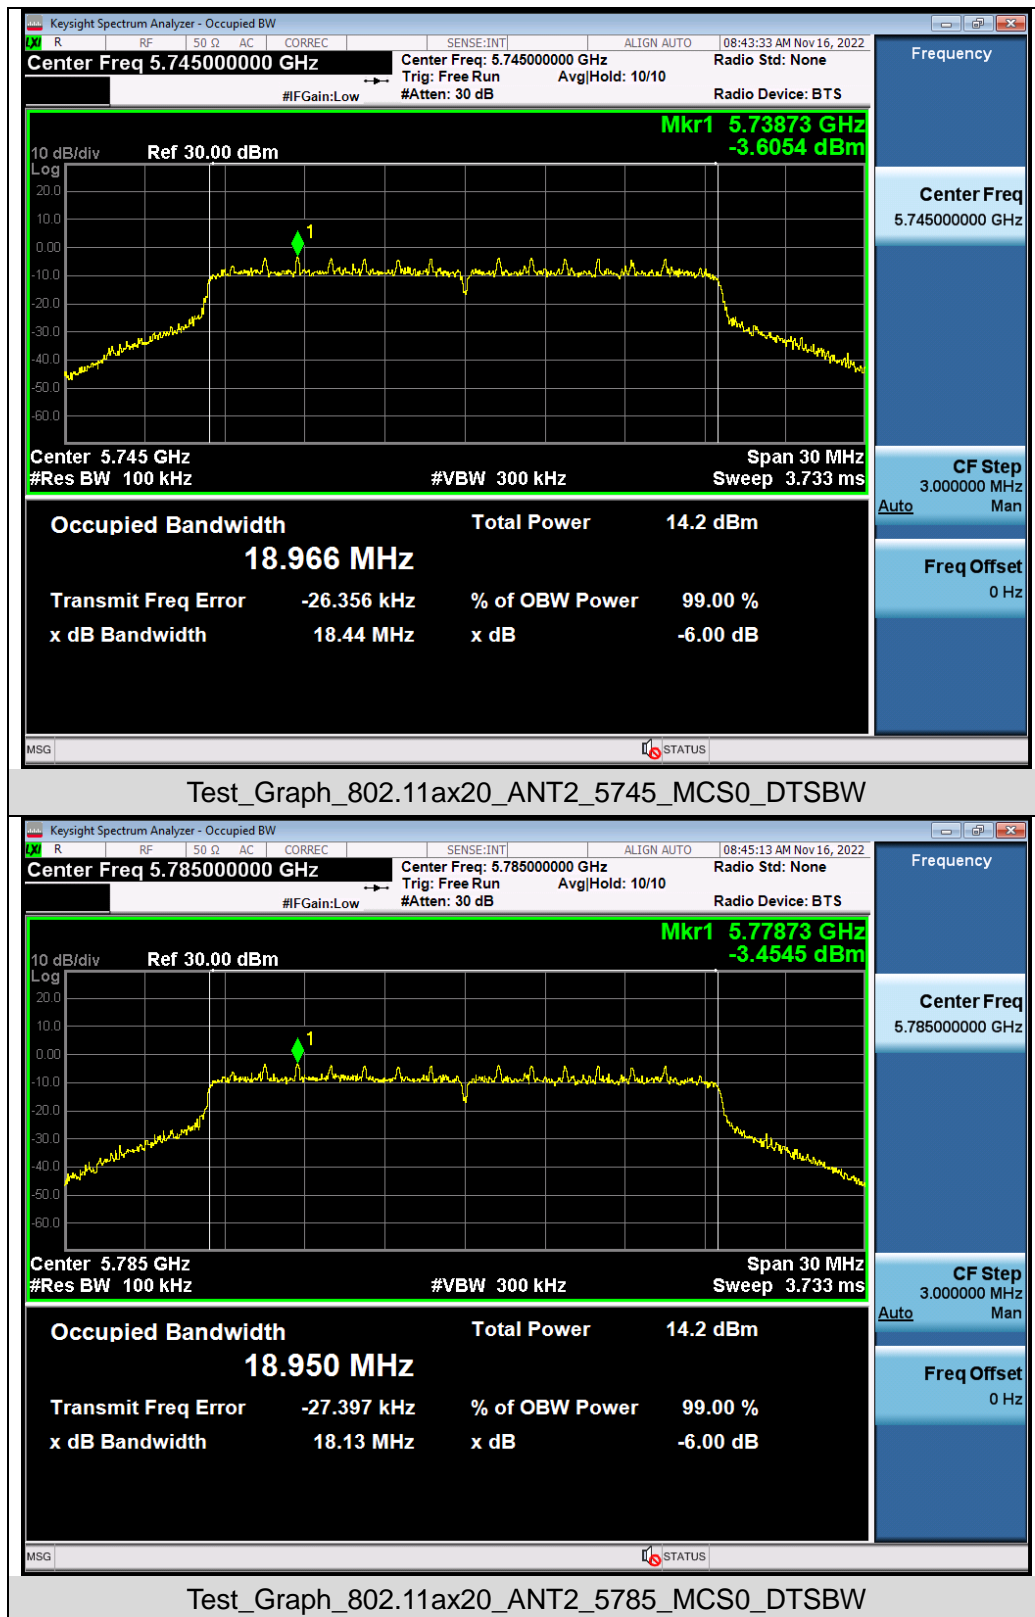 Keysight Spectrum Analyzer - Occupied BW
LXI R RF 50 Ω AC CORREC SENSE:INT ALIGN AUTO 08:43:33 AM Nov 16, 2022
Center Freq 5.745000000 GHz
Center Freq: 5.745000000 GHz
Radio Std: None
Trig: Free Run Avg|Hold: 10/10
#IFGain:Low
#Atten: 30 dB
Radio Device: BTS
Frequency
Mkr1 5.73873 GHz
-3.6054 dBm
10 dB/div Ref 30.00 dBm
Log
20.0
10.0
0.00
-10.0
-20.0
-30.0
-40.0
-50.0
-60.0
1
Center Freq
5.745000000 GHz
Center 5.745 GHz Span 30 MHz
#Res BW 100 kHz #VBW 300 kHz Sweep 3.733 ms
CF Step
3.000000 MHz
Auto Man
Occupied Bandwidth Total Power 14.2 dBm
18.966 MHz
Transmit Freq Error -26.356 kHz % of OBW Power 99.00 %
x dB Bandwidth 18.44 MHz x dB -6.00 dB
Freq Offset
0 Hz
MSG STATUS
Test_Graph_802.11ax20_ANT2_5745_MCS0_DTSBW
Keysight Spectrum Analyzer - Occupied BW
LXI R RF 50 Ω AC CORREC SENSE:INT ALIGN AUTO 08:45:13 AM Nov 16, 2022
Center Freq 5.785000000 GHz
Center Freq: 5.785000000 GHz
Radio Std: None
Trig: Free Run Avg|Hold: 10/10
#IFGain:Low
#Atten: 30 dB
Radio Device: BTS
Frequency
Mkr1 5.77873 GHz
-3.4545 dBm
10 dB/div Ref 30.00 dBm
Log
20.0
10.0
0.00
-10.0
-20.0
-30.0
-40.0
-50.0
-60.0
1
Center Freq
5.785000000 GHz
Center 5.785 GHz Span 30 MHz
#Res BW 100 kHz #VBW 300 kHz Sweep 3.733 ms
CF Step
3.000000 MHz
Auto Man
Occupied Bandwidth Total Power 14.2 dBm
18.950 MHz
Transmit Freq Error -27.397 kHz % of OBW Power 99.00 %
x dB Bandwidth 18.13 MHz x dB -6.00 dB
Freq Offset
0 Hz
MSG STATUS
Test_Graph_802.11ax20_ANT2_5785_MCS0_DTSBW